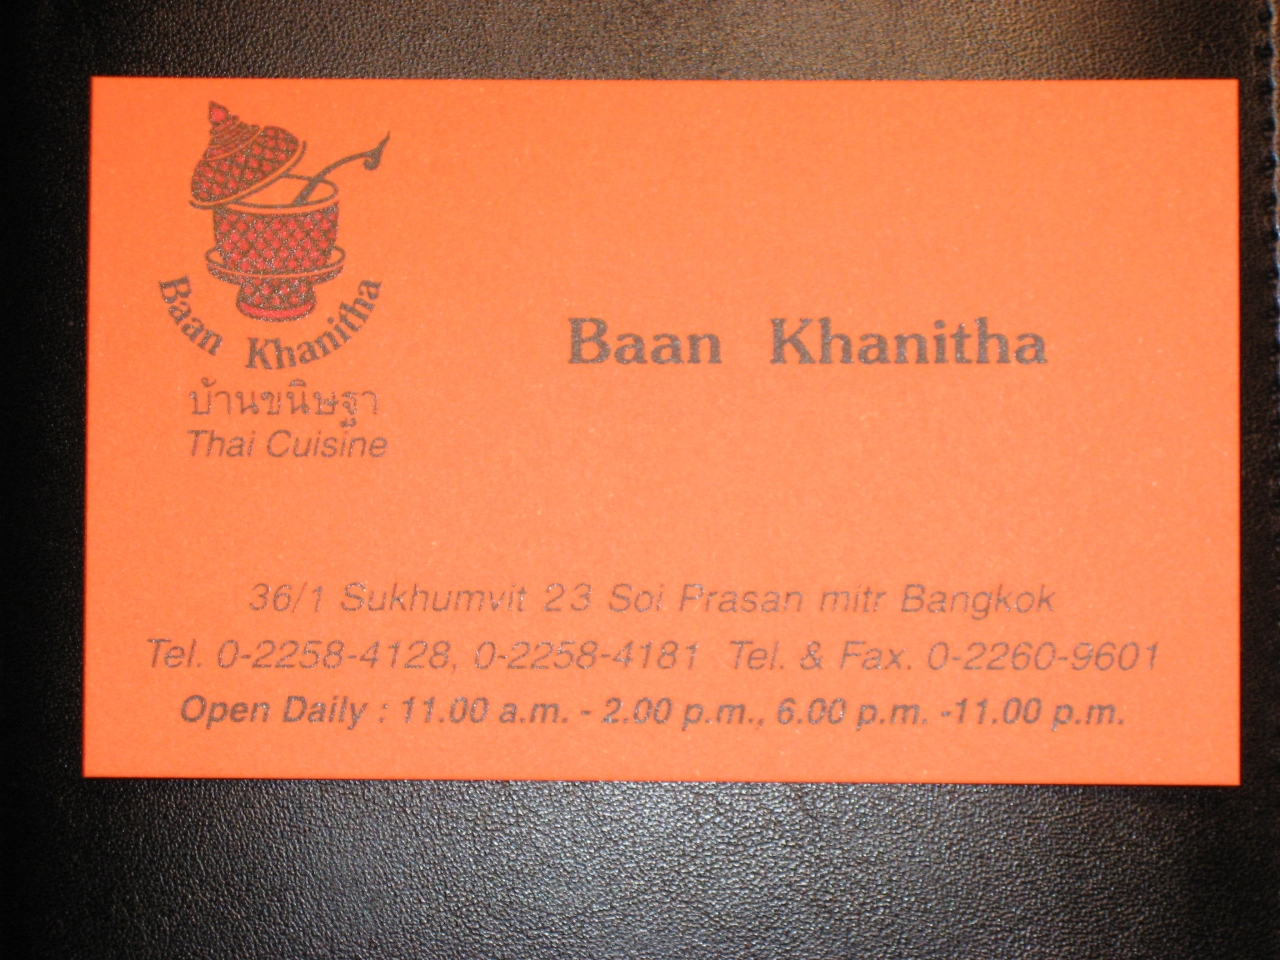 Baan Khanitha
บ้านขนิษฐา
Thai Cuisine
Baan Khanitha
36/1 Sukhumvit 23 Soi Prasan mitr Bangkok
Tel. 0-2258-4128, 0-2258-4181 Tel. & Fax. 0-2260-9601
Open Daily : 11.00 a.m. - 2.00 p.m., 6.00 p.m. -11.00 p.m.